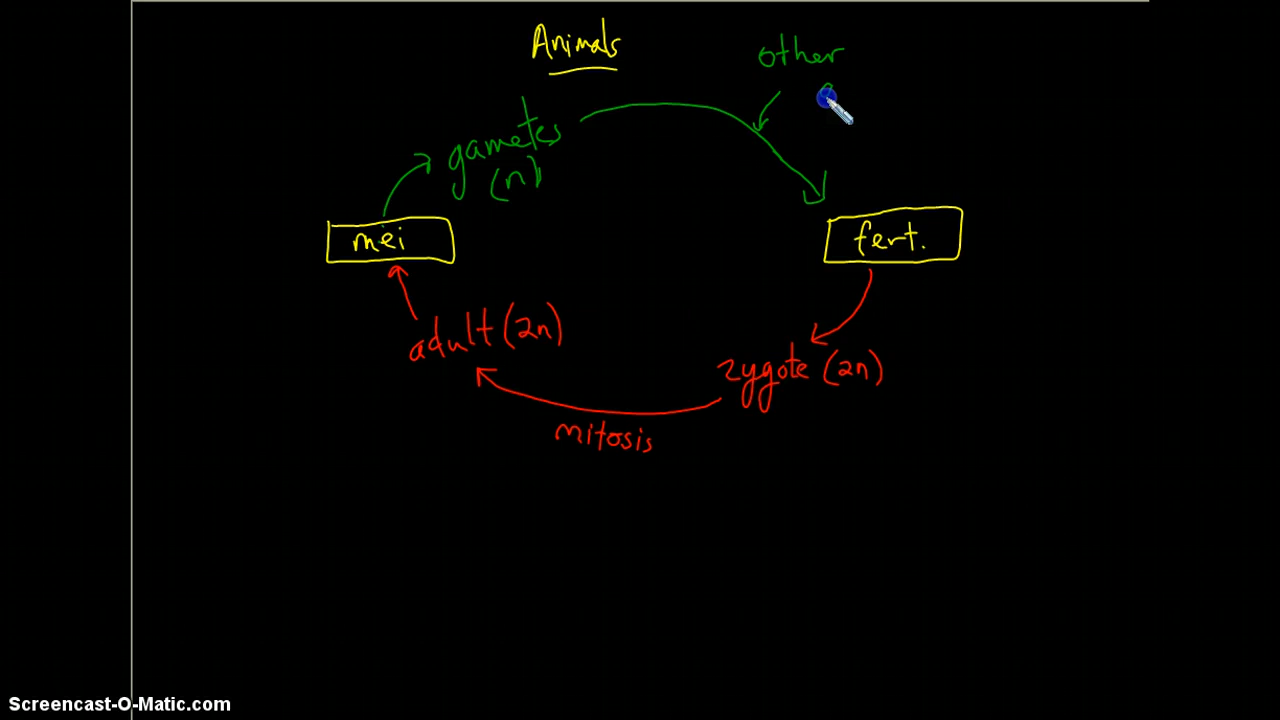 Animals
other
gametes
(n)
mei
fert.
adult (2n)
zygote (2n)
mitosis
Screencast-O-Matic.com